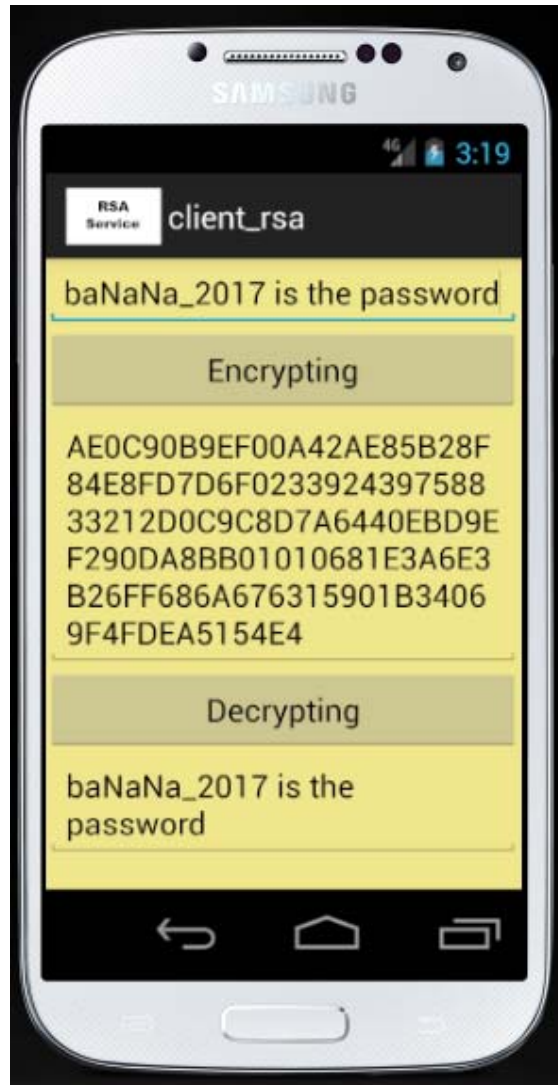 SAMSUNG
4G 3:19
RSA
Service
client_rsa
baNaNa_2017 is the password
Encrypting
AE0C90B9EF00A42AE85B28F
84E8FD7D6F0233924397588
33212D0C9C8D7A6440EBD9E
F290DA8BB01010681E3A6E3
B26FF686A676315901B3406
9F4FDEA5154E4
Decrypting
baNaNa_2017 is the
password